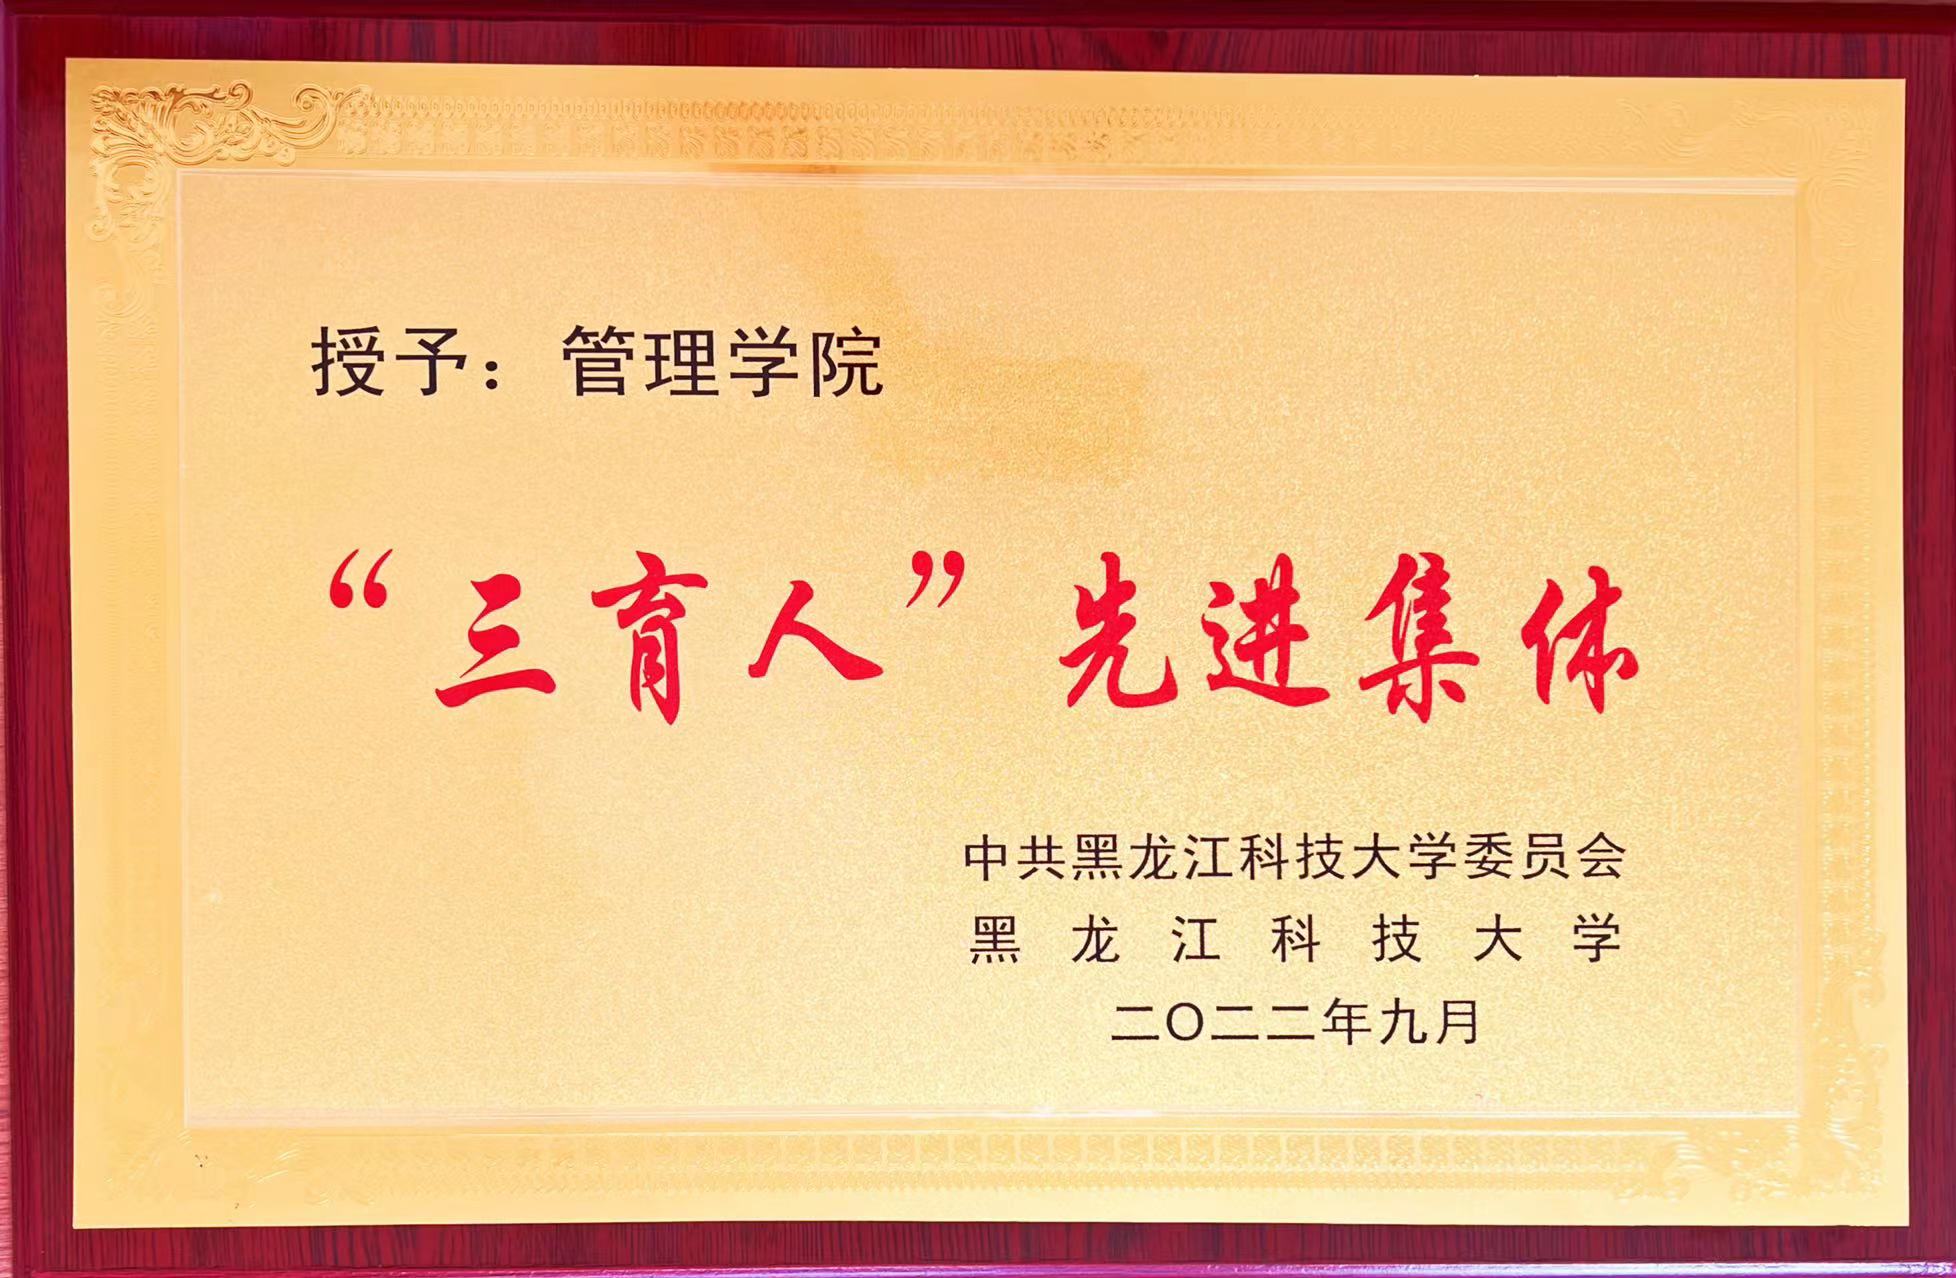 授予：管理学院
“三育人”先进集体
中共黑龙江科技大学委员会
黑龙江科技大学
二〇二二年九月